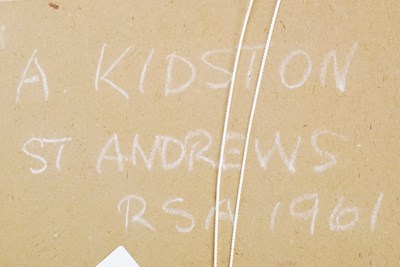 A KIDSTON
ST ANDREWS
RSA 1961